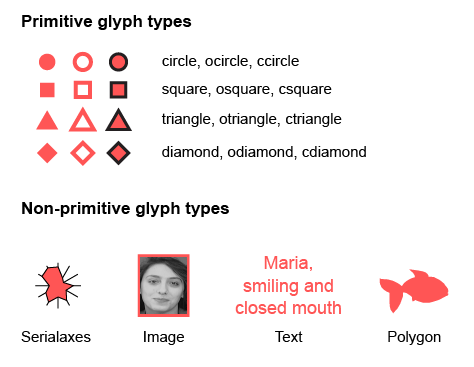 Primitive glyph types
circle, ocircle, ccircle
square, osquare, csquare
triangle, otriangle, ctriangle
diamond, odiamond, cdiamond
Non-primitive glyph types
Maria,
smiling and
closed mouth
Serialaxes
Image
Text
Polygon